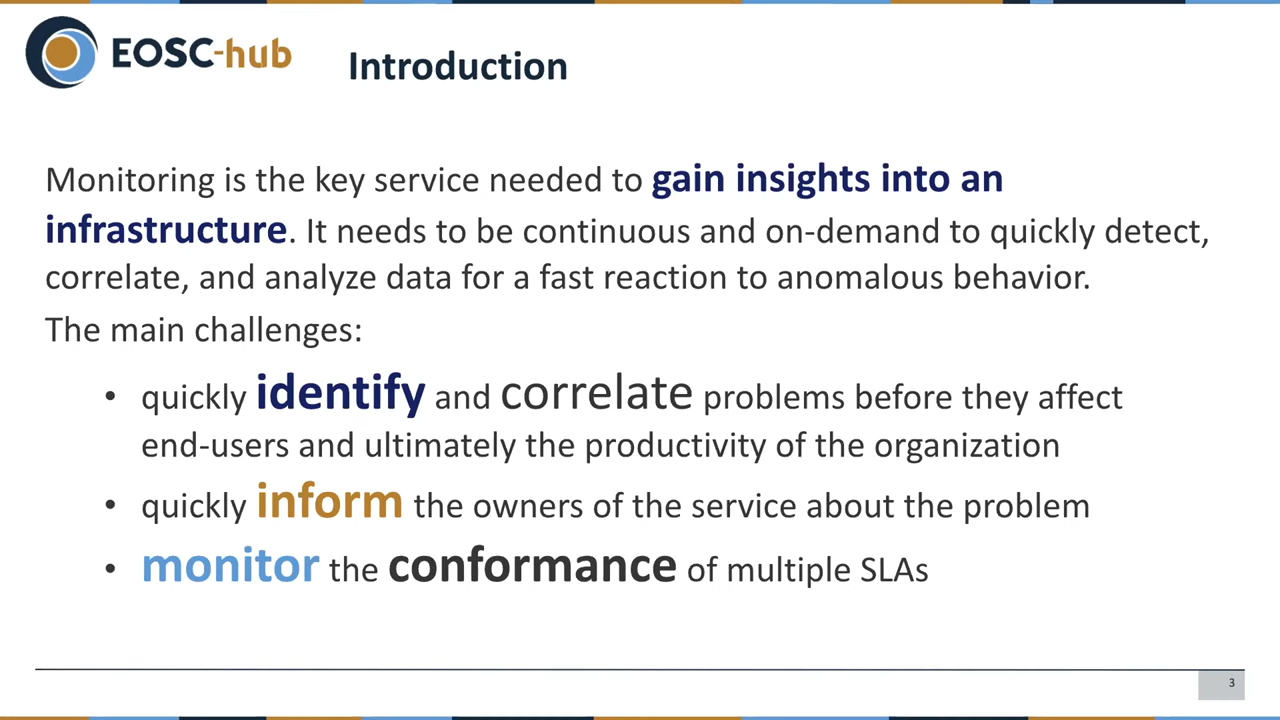 EOSC-hub
Introduction
Monitoring is the key service needed to gain insights into an
infrastructure. It needs to be continuous and on-demand to quickly detect,
correlate, and analyze data for a fast reaction to anomalous behavior.
The main challenges:
• quickly identify and correlate problems before they affect
end-users and ultimately the productivity of the organization
• quickly inform the owners of the service about the problem
• monitor the conformance of multiple SLAs
3